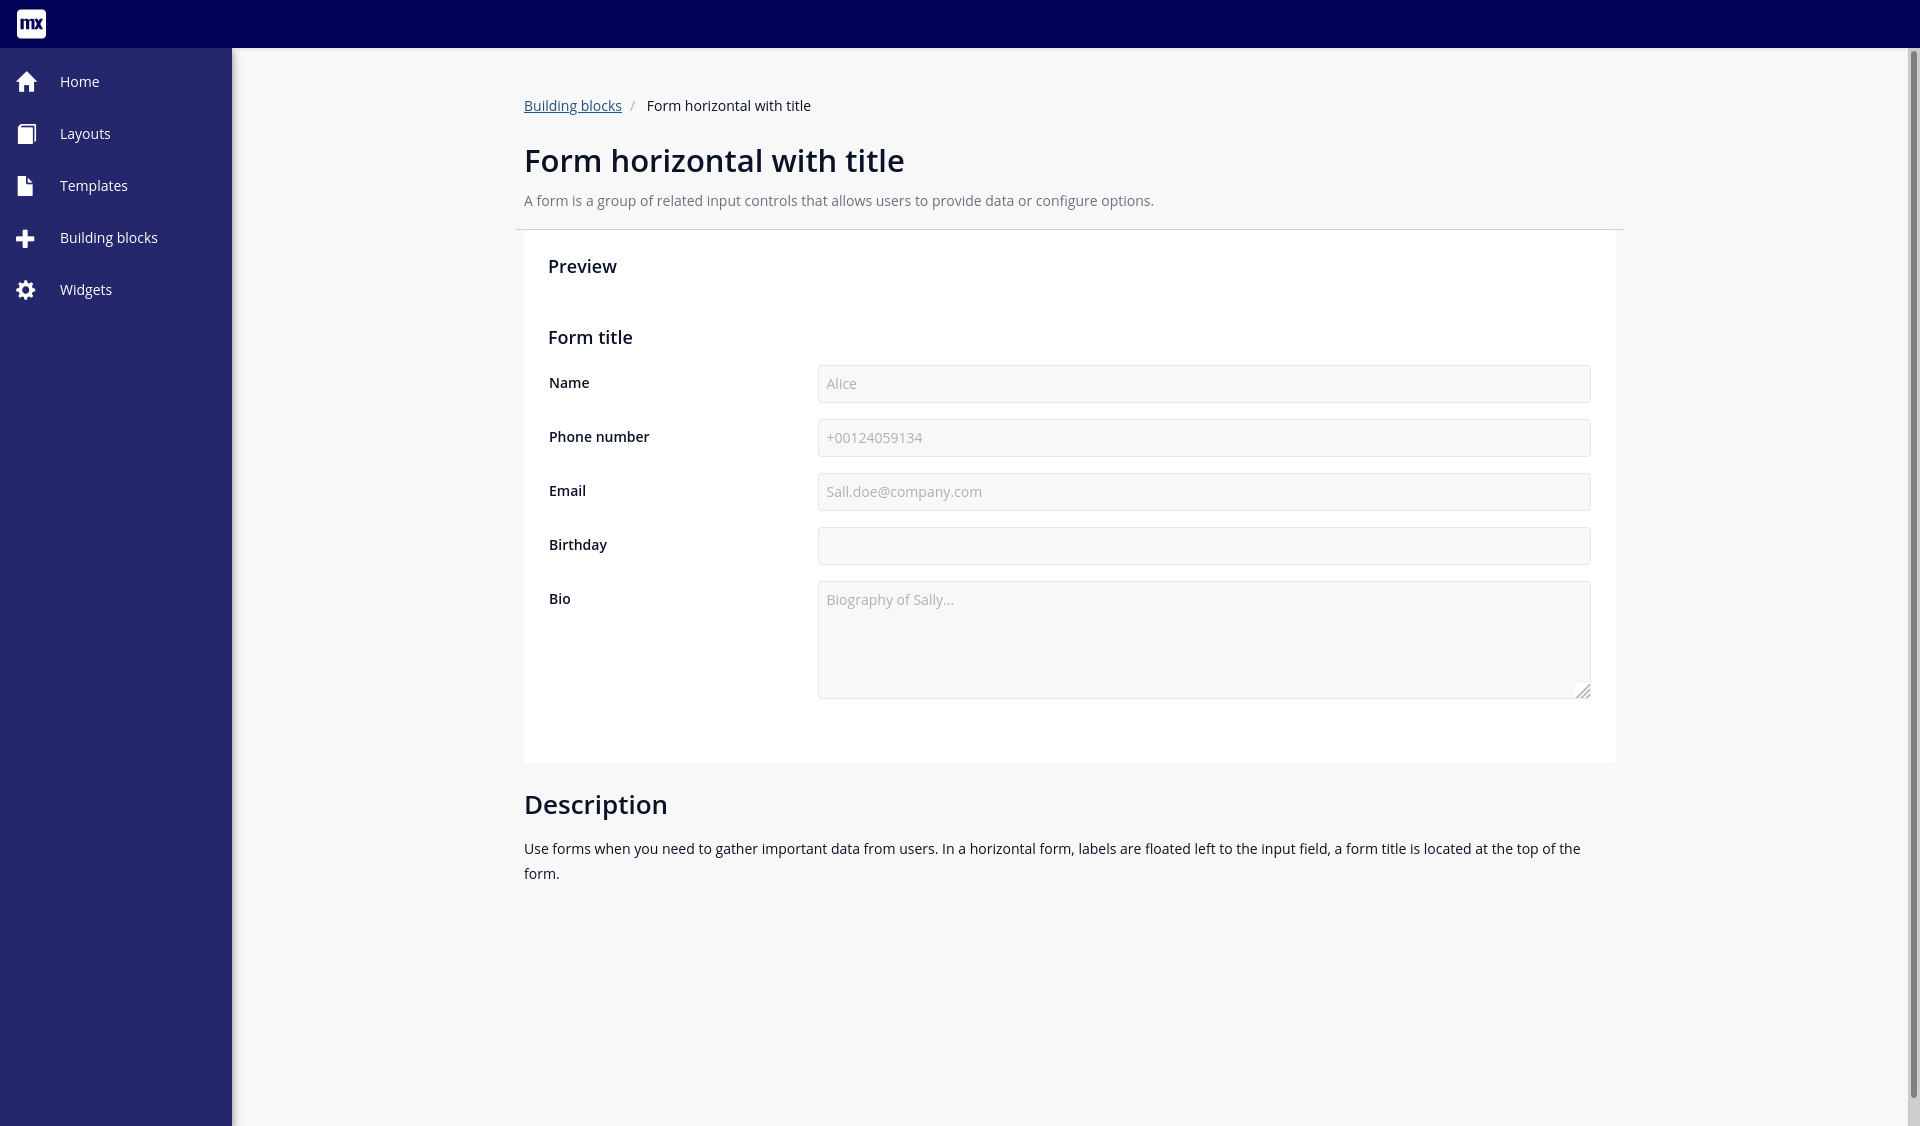 mx
Home
Layouts
Templates
Building blocks
Widgets
Building blocks / Form horizontal with title
Form horizontal with title
A form is a group of related input controls that allows users to provide data or configure options.
Preview
Form title
Name
Alice
Phone number
+00124059134
Email
Sall.doe@company.com
Birthday
Bio
Biography of Sally...
Description
Use forms when you need to gather important data from users. In a horizontal form, labels are floated left to the input field, a form title is located at the top of the
form.